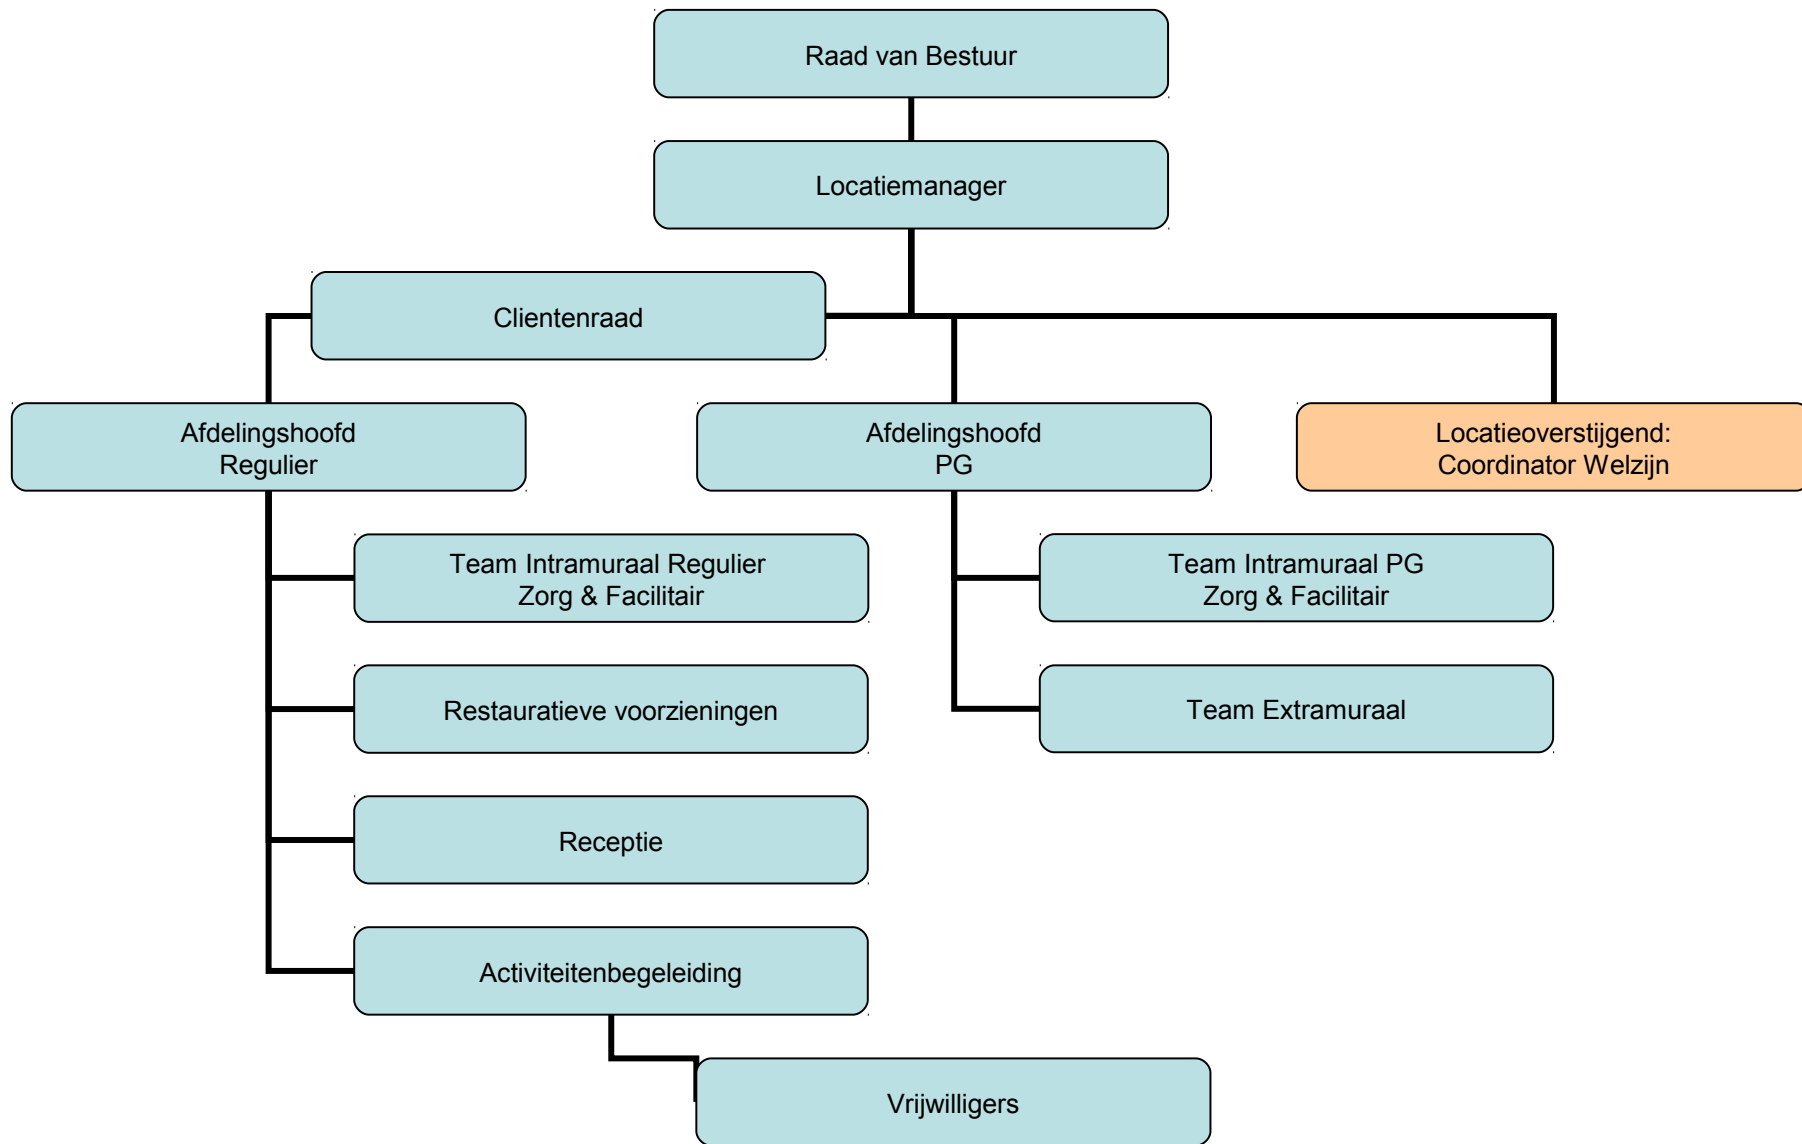 Raad van Bestuur
Locatiemanager
Clientenraad
Afdelingshoofd
Regulier
Afdelingshoofd
PG
Locatieoverstijgend:
Coordinator Welzijn
Team Intramuraal Regulier
Zorg & Facilitair
Team Intramuraal PG
Zorg & Facilitair
Restauratieve voorzieningen
Team Extramuraal
Receptie
Activiteitenbegeleiding
Vrijwilligers